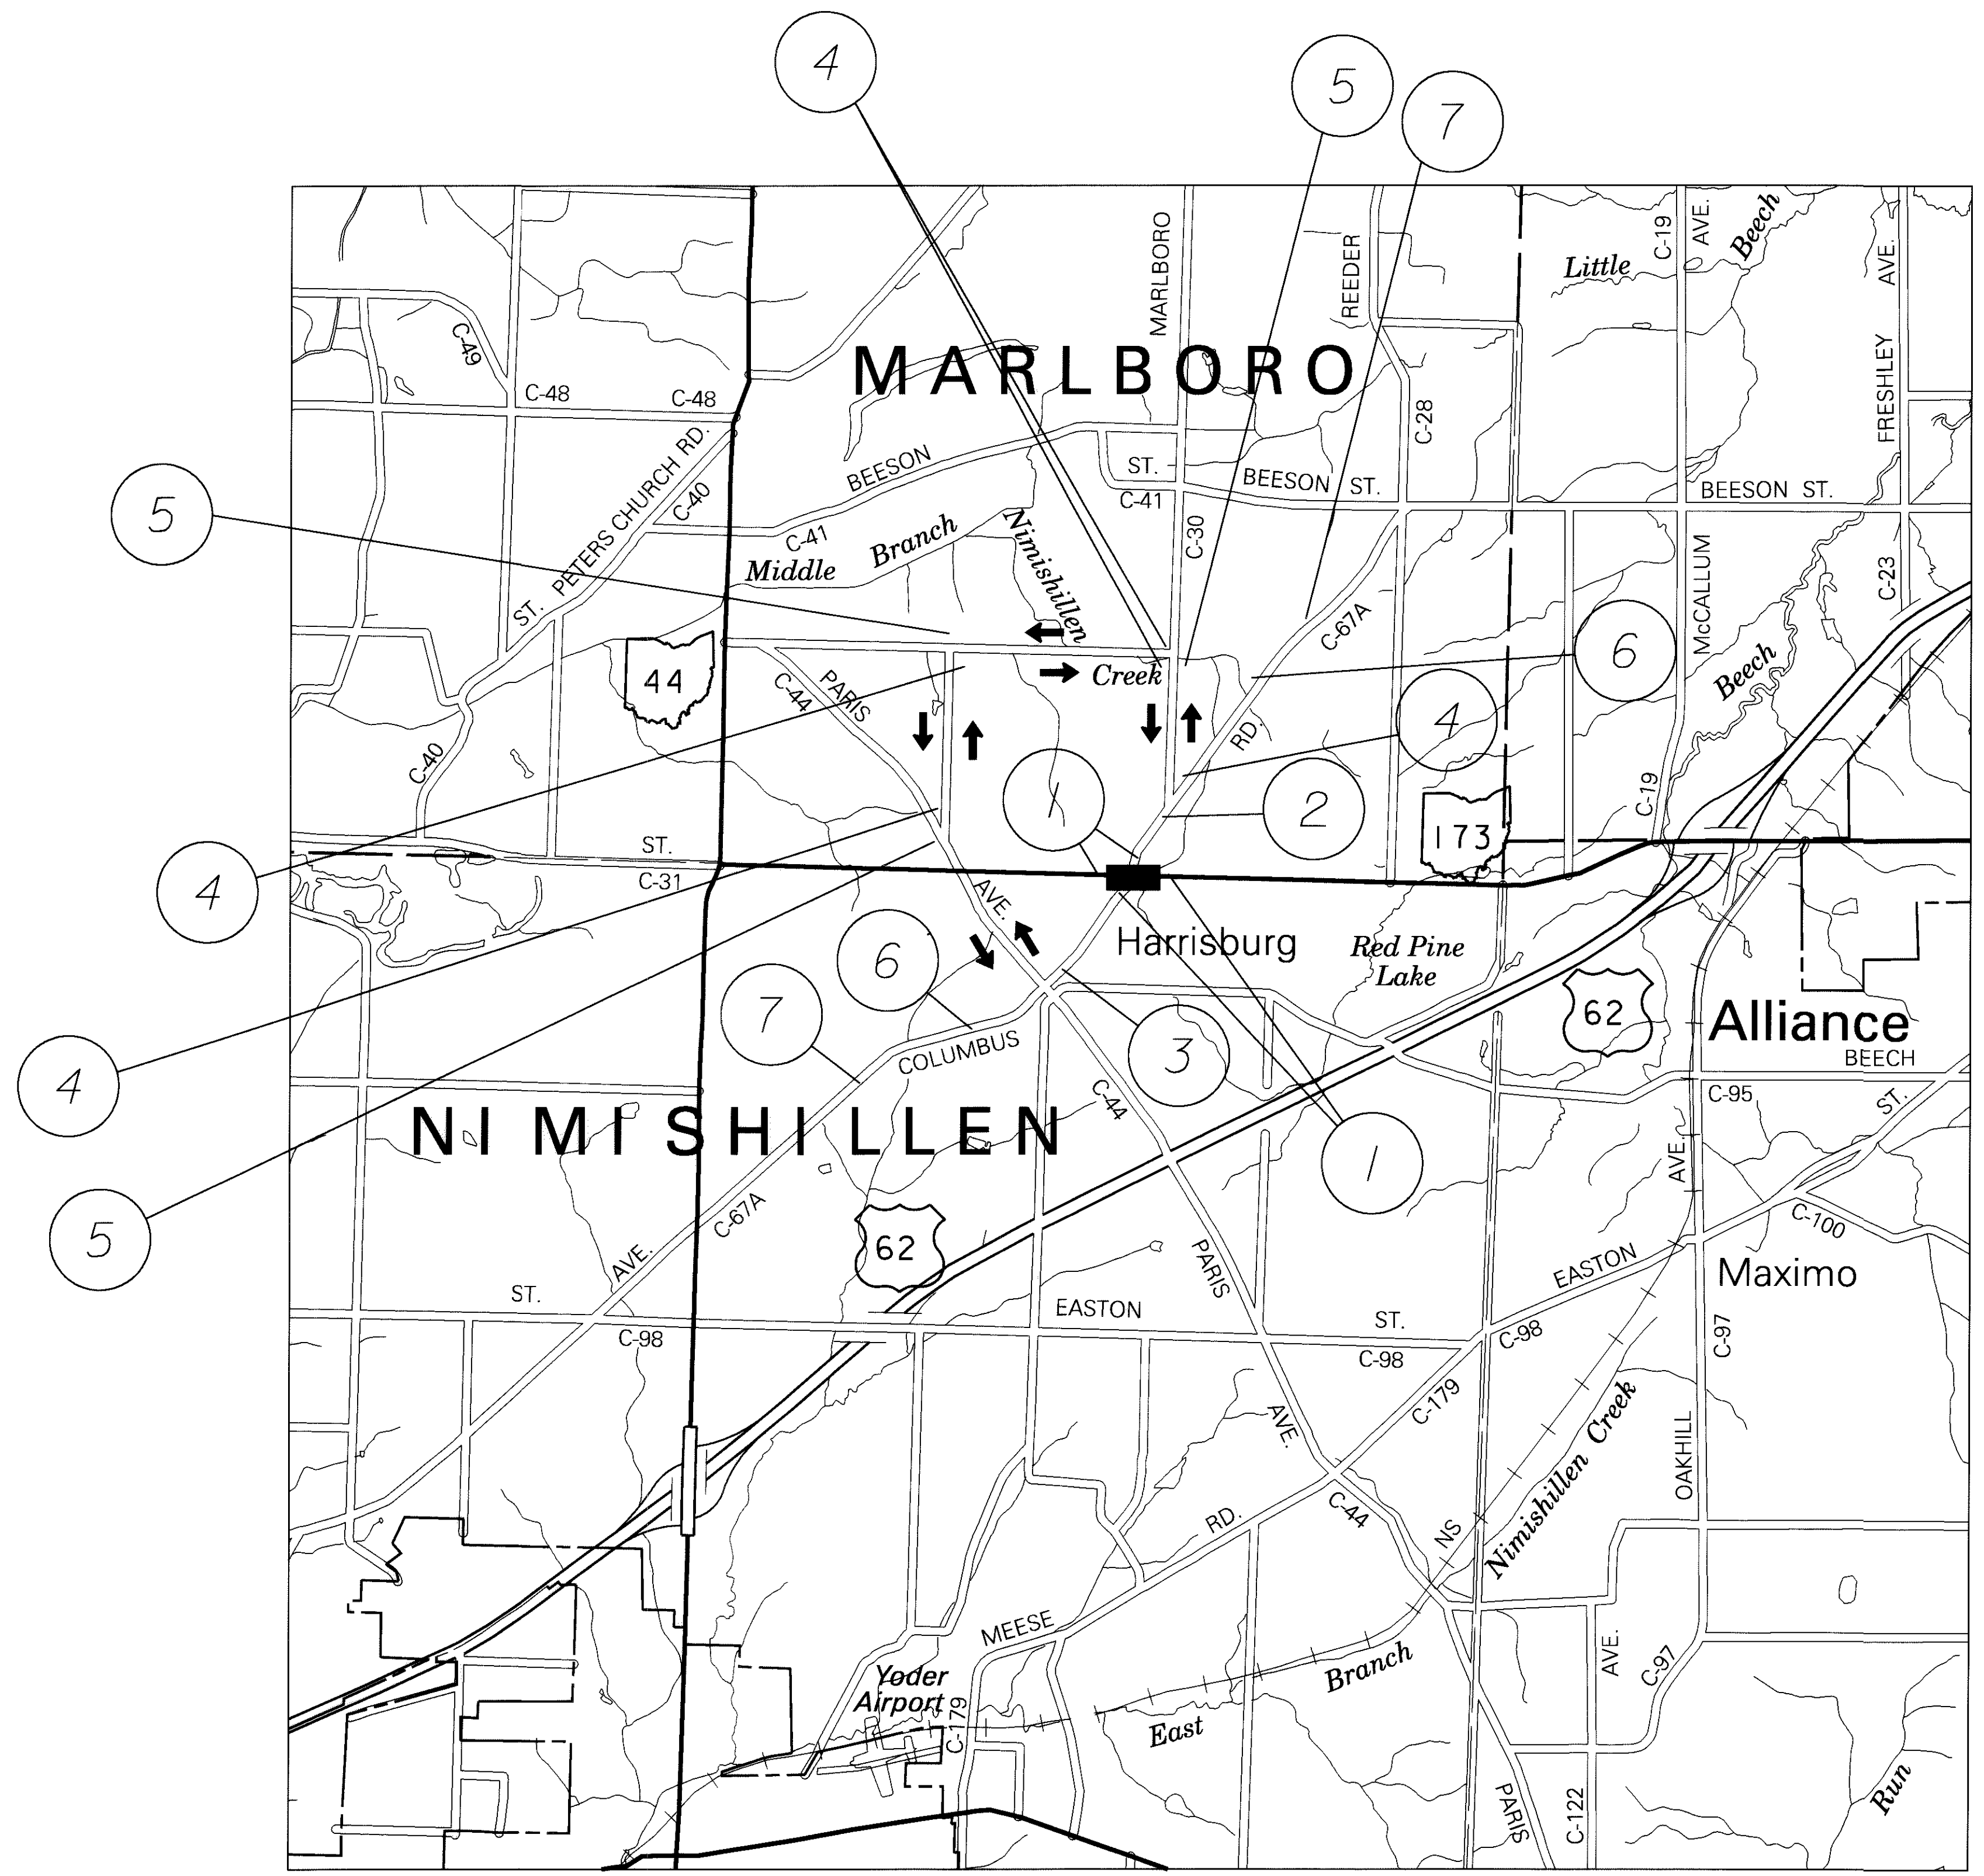 4
5
7
MARLBORO
REEDER
C-19
AVE.
Beech
Little
AVE.
C-49
MARLBORO
C-48
C-48
C-28
FRESHLEY
PETERS CHURCH RD.
BEESON
ST.
C-41
BEESON ST.
BEESON ST.
5
C-40
C-41
Branch
Nimishillen
C-30
Middle
McCALLUM
C-23
ST.
C-67A
6
44
PARIS
C-44
Creek
Beech
4
RD.
C-40
1
2
C-19
173
ST.
C-31
4
AVE.
6
Harrisburg
Red Pine
Lake
7
62
Alliance
BEECH
COLUMBUS
3
4
C-44
C-95
ST.
NIMISHILLEN
1
AVE.
5
C-67A
62
C-100
PARIS
AVE.
EASTON
Maximo
ST.
EASTON
ST.
C-98
C-98
C-98
C-97
C-179
AVE.
Nimishillen Creek
OAKHILL
C-44
RD.
NS
MEESE
AVE.
C-97
Branch
Yoder
Airport
C-179
East
PARIS
C-122
Run